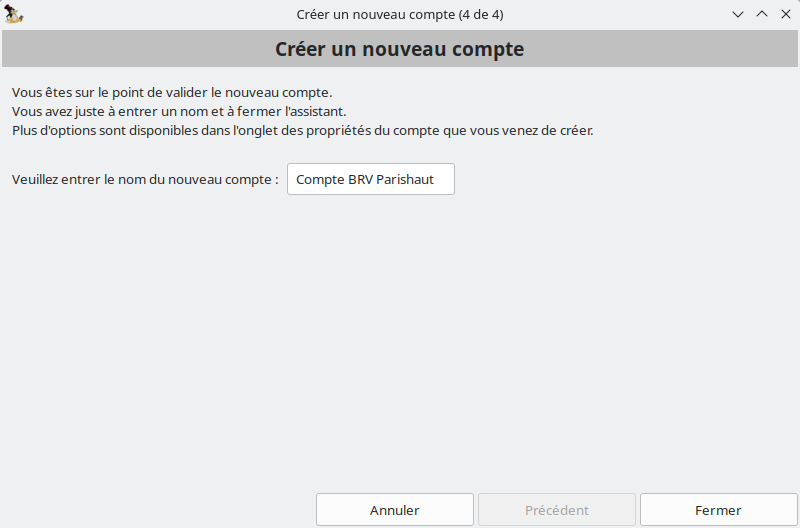 Créer un nouveau compte (4 de 4)
Créer un nouveau compte
Vous êtes sur le point de valider le nouveau compte.
Vous avez juste à entrer un nom et à fermer l'assistant.
Plus d'options sont disponibles dans l'onglet des propriétés du compte que vous venez de créer.
Veuillez entrer le nom du nouveau compte : Compte BRV Parishaut
Annuler Précédent Fermer